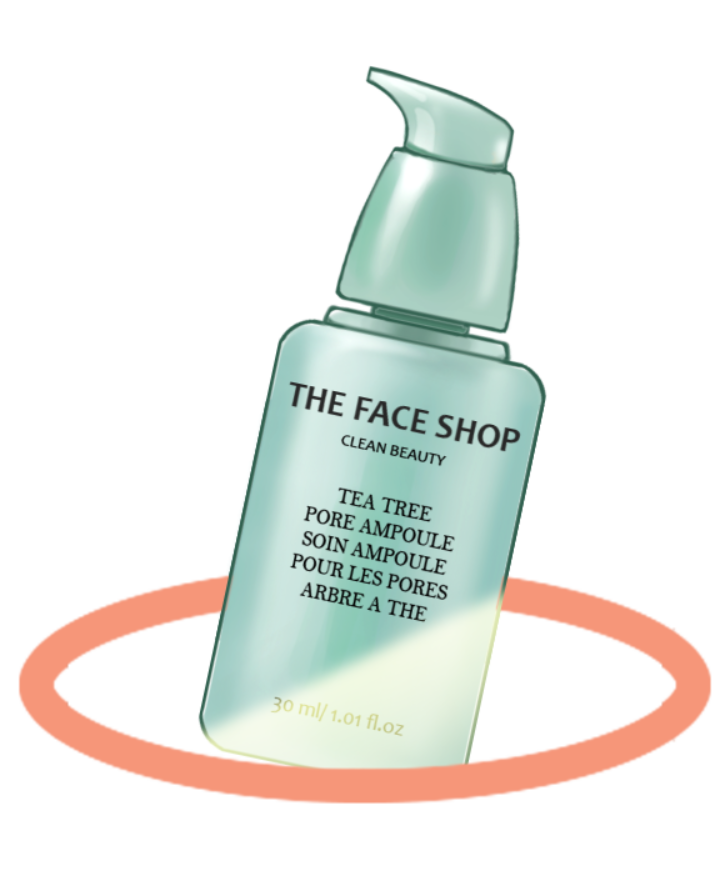 THE FACE SHOP
CLEAN BEAUTY
TEA TREE
PORE AMPOULE
SOIN AMPOULE
POUR LES PORES
ARBRE A THE
30 ml/ 1.01 fl.oz